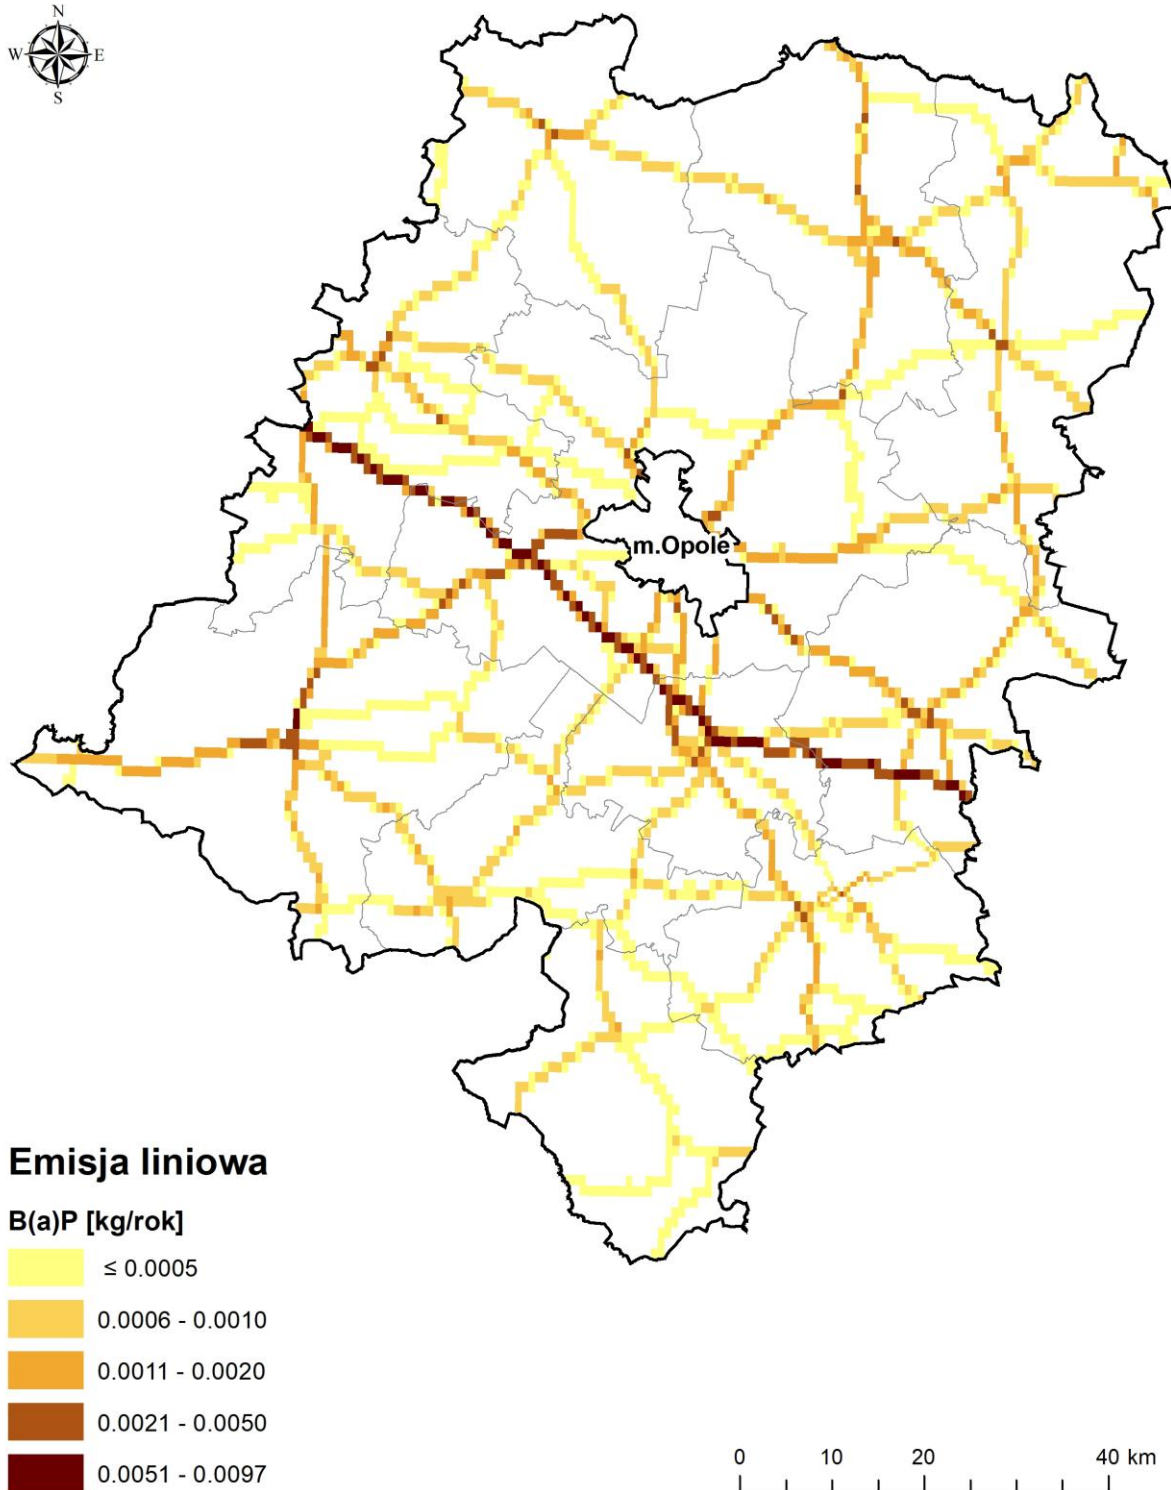 N
W E
S
m.Opole
Emisja liniowa
B(a)P [kg/rok]
≤ 0.0005
0.0006 - 0.0010
0.0011 - 0.0020
0.0021 - 0.0050
0.0051 - 0.0097
0 10 20 40 km